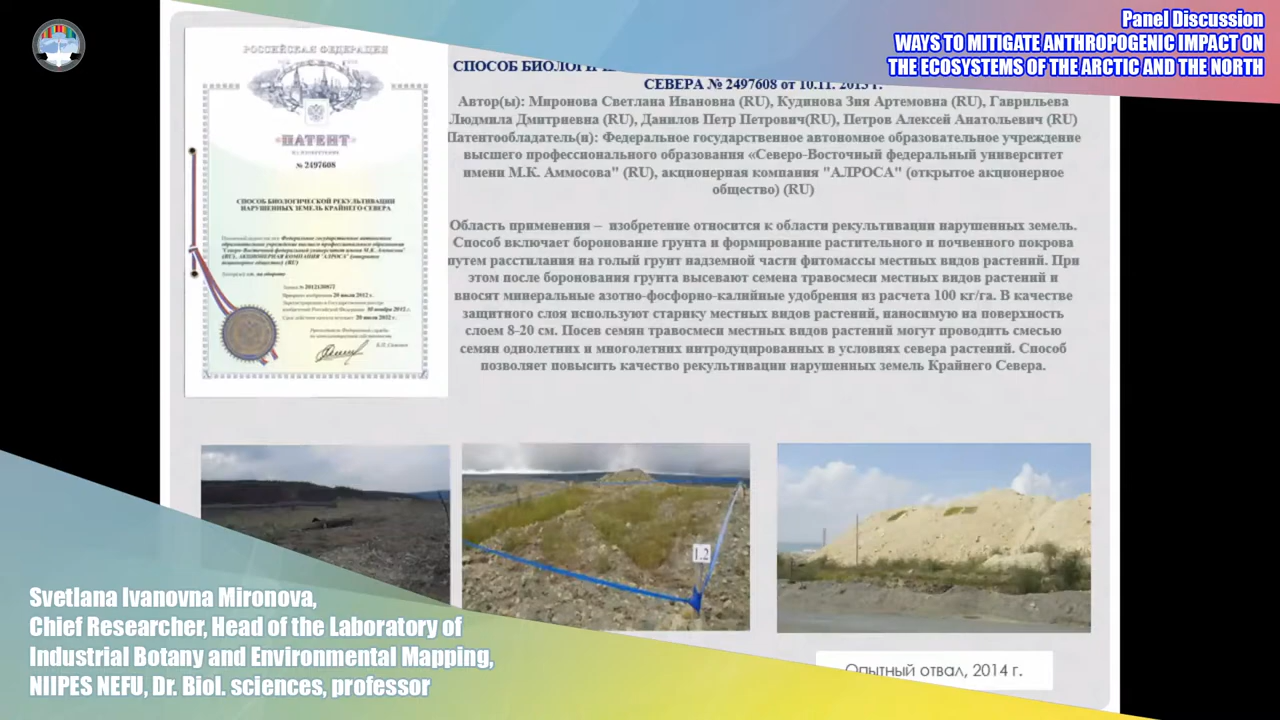 Panel Discussion
WAYS TO MITIGATE ANTHROPOGENIC IMPACT ON
THE ECOSYSTEMS OF THE ARCTIC AND THE NORTH
РОССИЙСКАЯ ФЕДЕРАЦИЯ
ПАТЕНТ
№ 2497608
СПОСОБ БИОЛОГИЧЕСКОЙ РЕКУЛЬТИВАЦИИ
НАРУШЕННЫХ ЗЕМЕЛЬ КРАЙНЕГО СЕВЕРА
СПОСОБ
СЕВЕРА № 2497608 от 10.11. 2013 г.
Автор(ы): Миронова Светлана Ивановна (RU), Кудинова Зия Артемовна (RU), Гаврильева
Людмила Дмитриевна (RU), Данилов Петр Петрович(RU), Петров Алексей Анатольевич (RU)
Патентообладатель(и): Федеральное государственное автономное образовательное учреждение
высшего профессионального образования «Северо-Восточный федеральный университет
имени М.К. Аммосова" (RU), акционерная компания "АЛРОСА" (открытое акционерное
общество) (RU)
Область применения – изобретение относится к области рекультивации нарушенных земель.
Способ включает боронование грунта и формирование растительного и почвенного покрова
путем расстилания на голый грунт надземной части фитомассы местных видов растений. При
этом после боронования грунта высевают семена травосмеси местных видов растений и
вносят минеральные азотно-фосфорно-калийные удобрения из расчета 100 кг/га. В качестве
защитного слоя используют старику местных видов растений, наносимую на поверхность
слоем 8-20 см. Посев семян травосмеси местных видов растений могут проводить смесью
семян однолетних и многолетних интродуцированных в условиях севера растений. Способ
позволяет повысить качество рекультивации нарушенных земель Крайнего Севера.
1.2
Опытный отвал, 2014 г.
Svetlana Ivanovna Mironova,
Chief Researcher, Head of the Laboratory of
Industrial Botany and Environmental Mapping,
NIIPES NEFU, Dr. Biol. sciences, professor